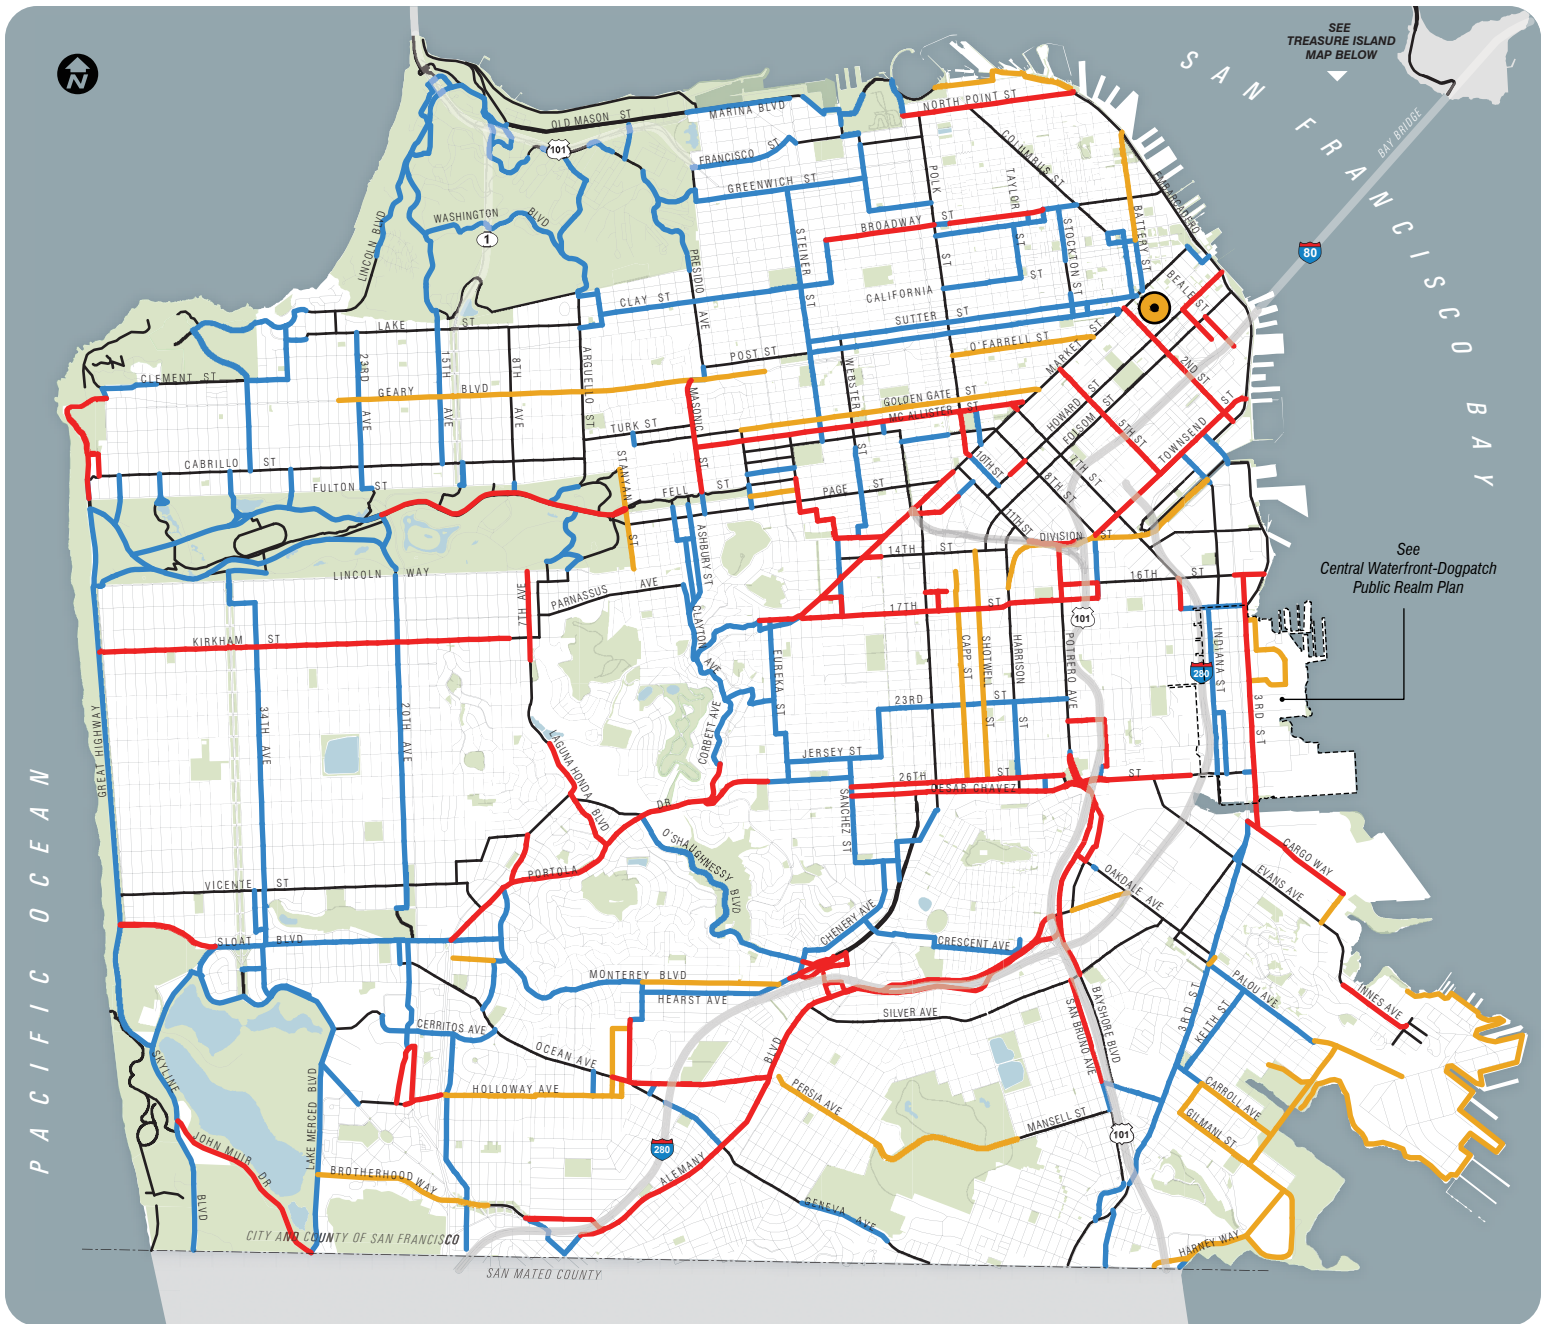 SEE
TREASURE ISLAND
MAP BELOW
N
SAN FRANCISCO BAY
BAY BRIDGE
80
OLD MASON ST
101
MARINA BLVD
NORTH POINT ST
FRANCISCO ST
COLUMBUS ST
GREENWICH ST
POLK ST
TAYLOR ST
EMBARCADERO
WASHINGTON BLVD
1
LINCOLN BLVD
BROADWAY ST
STEINER ST
STOCKTON ST
BATTERY ST
PRESIDIO AVE
BEALE ST
CLAY ST
CALIFORNIA ST
LAKE ST
SUTTER ST
O'FARRELL ST
MARKET ST
POST ST
2ND ST
CLEMENT ST
23RD AVE
15TH AVE
8TH AVE
ARGUELLO ST
WEBSTER ST
GEARY BLVD
MASONIC ST
GOLDEN GATE ST
MC ALLISTER ST
HOWARD ST
FOLSOM ST
5TH ST
TOWNSEND ST
TURK ST
CABRILLO ST
STANYAN ST
10TH ST
7TH ST
8TH ST
FULTON ST
FELL ST
PAGE ST
11TH ST
DIVISION ST
ASHBURY ST
14TH ST
16TH ST
LINCOLN WAY
PARNASSUS AVE
7TH AVE
17TH ST
101
See
Central Waterfront-Dogpatch
Public Realm Plan
KIRKHAM ST
CLAYTON AVE
EUREKA ST
CAPP ST
SHOTWELL ST
HARRISON ST
POTRERO AVE
INDIANA ST
280
3RD ST
23RD ST
GREAT HIGHWAY
34TH AVE
20TH AVE
LAGUNA HONDA BLVD
CORBETT AVE
JERSEY ST
26TH ST
CESAR CHAVEZ ST
SANCHEZ ST
PACIFIC OCEAN
O'SHAUGHNESSY BLVD
PORTOLA DR
CARGO WAY
EVANS AVE
OAKDALE AVE
VICENTE ST
SLOAT BLVD
CHENERY AVE
CRESCENT AVE
MONTEREY BLVD
HEARST AVE
PALOU AVE
INNES AVE
SILVER AVE
3RD ST
KEITH ST
BAYSHORE BLVD
SAN BRUNO AVE
CERRITOS AVE
OCEAN AVE
SKYLINE BLVD
LAKE MERCED BLVD
HOLLOWAY AVE
PERSIA AVE
CARROLL AVE
GILMAN ST
MANSELL ST
101
JOHN MUIR DR
BROTHERHOOD WAY
280
ALEMANY BLVD
GENEVA AVE
HARNEY WAY
CITY AND COUNTY OF SAN FRANCISCO
SAN MATEO COUNTY